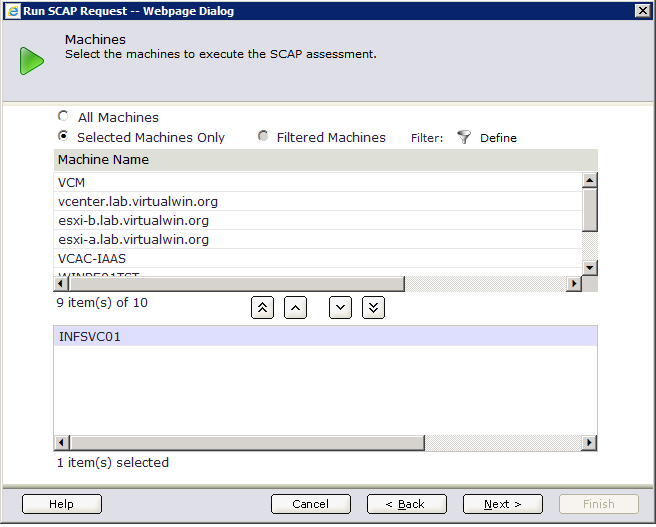 Run SCAP Request -- Webpage Dialog
Machines
Select the machines to execute the SCAP assessment.
All Machines
Selected Machines Only Filtered Machines Filter: Define
Machine Name
VCM
vcenter.lab.virtualwin.org
esxi-b.lab.virtualwin.org
esxi-a.lab.virtualwin.org
VCAC-IAAS
9 item(s) of 10
INFSVC01
1 item(s) selected
Help Cancel < Back Next > Finish